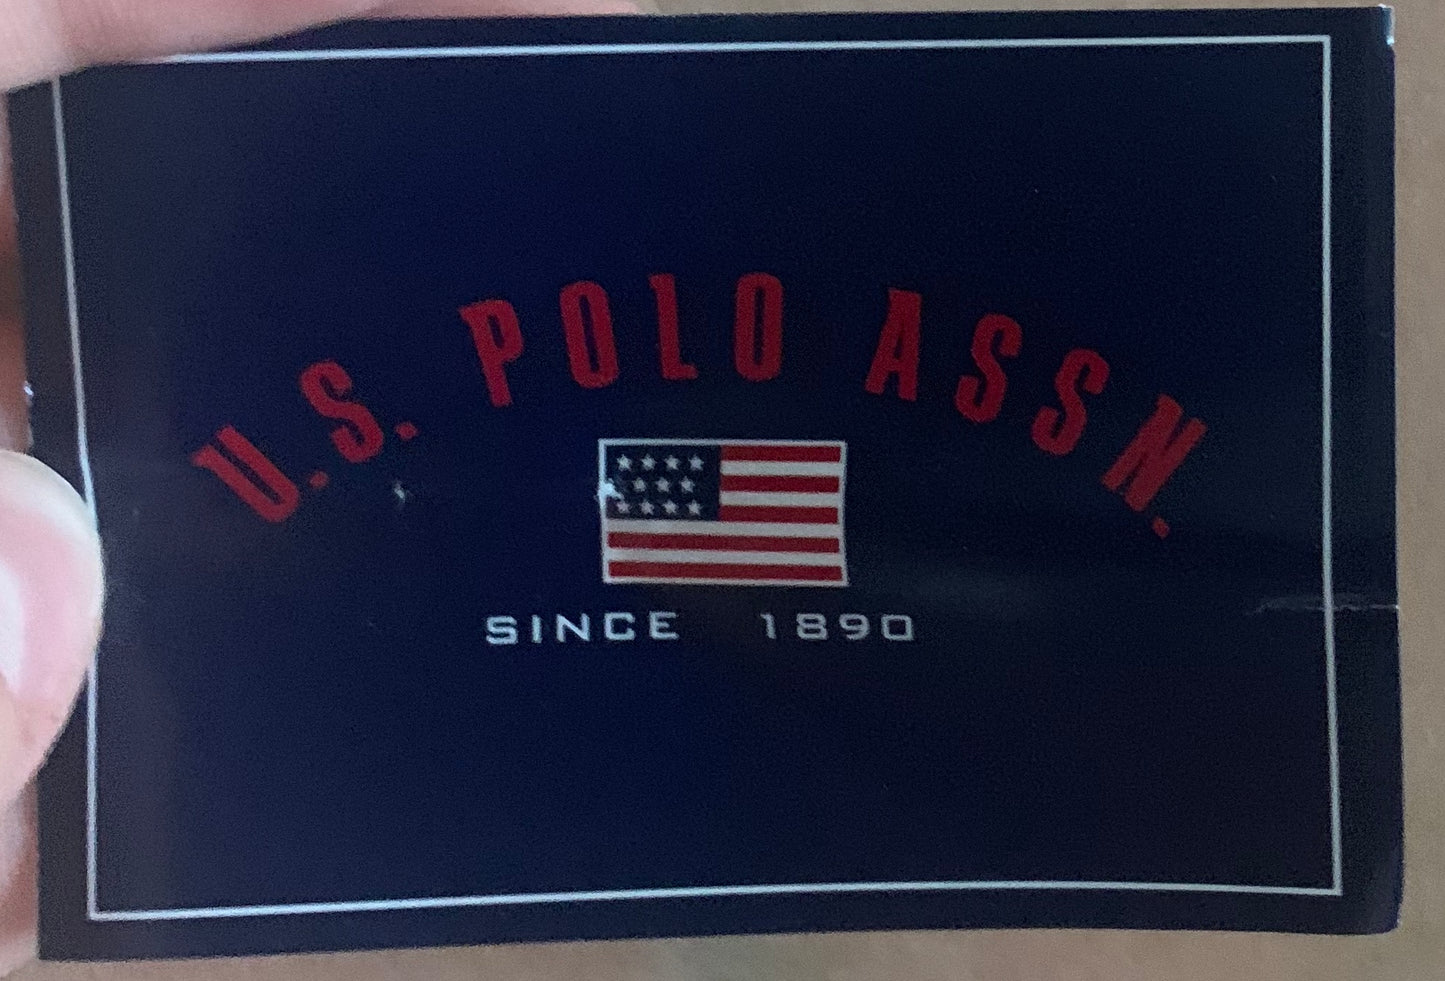 U.S. POLO ASSN.
SINCE 1890